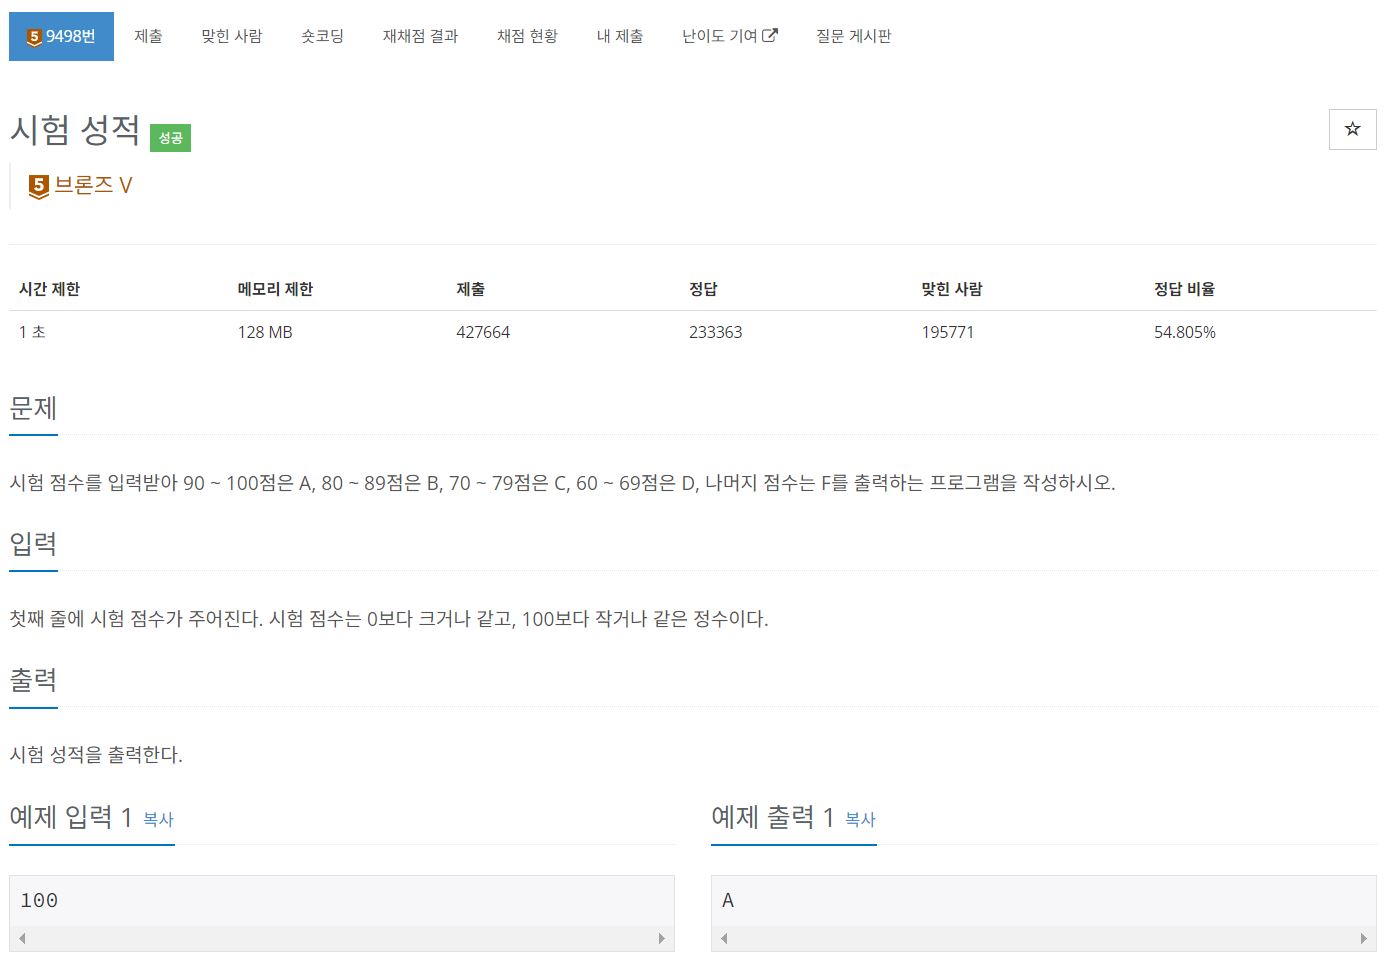 5 9498번 제출 맞힌 사람 숏코딩 재채점 결과 채점 현황 내 제출 난이도 기여 질문 게시판
시험 성적 성공
5 브론즈 V
시간 제한 메모리 제한 제출 정답 맞힌 사람 정답 비율
1 초 128 MB 427664 233363 195771 54.805%
문제
시험 점수를 입력받아 90 ~ 100점은 A, 80 ~ 89점은 B, 70 ~ 79점은 C, 60 ~ 69점은 D, 나머지 점수는 F를 출력하는 프로그램을 작성하시오.
입력
첫째 줄에 시험 점수가 주어진다. 시험 점수는 0보다 크거나 같고, 100보다 작거나 같은 정수이다.
출력
시험 성적을 출력한다.
예제 입력 1 복사
100
예제 출력 1 복사
A